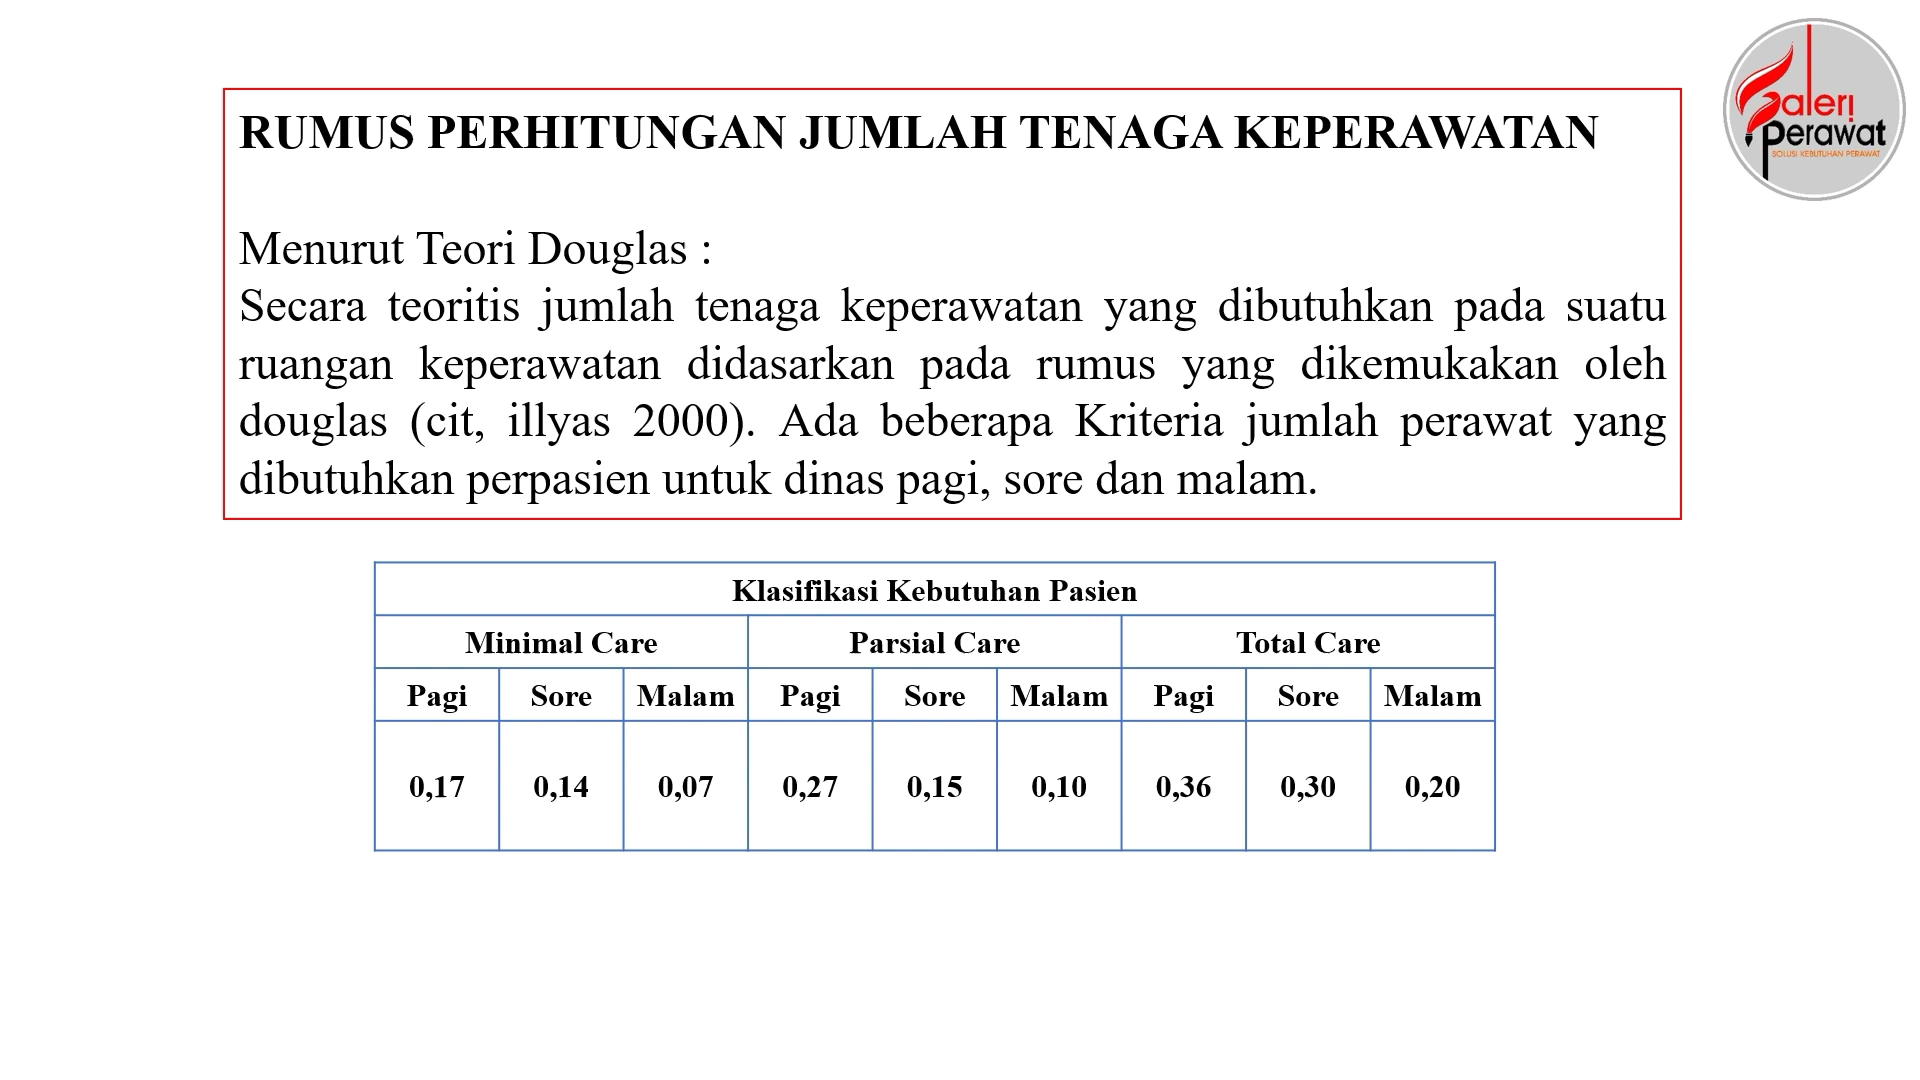 RUMUS PERHITUNGAN JUMLAH TENAGA KEPERAWATAN
Menurut Teori Douglas :
Secara teoritis jumlah tenaga keperawatan yang dibutuhkan pada suatu
ruangan keperawatan didasarkan pada rumus yang dikemukakan oleh
douglas (cit, illyas 2000). Ada beberapa Kriteria jumlah perawat yang
dibutuhkan perpasien untuk dinas pagi, sore dan malam.
Galeri
Perawat
SOLUSI KEBUTUHAN PERAWAT
Klasifikasi Kebutuhan Pasien
Minimal Care Parsial Care Total Care
Pagi Sore Malam Pagi Sore Malam Pagi Sore Malam
0,17 0,14 0,07 0,27 0,15 0,10 0,36 0,30 0,20